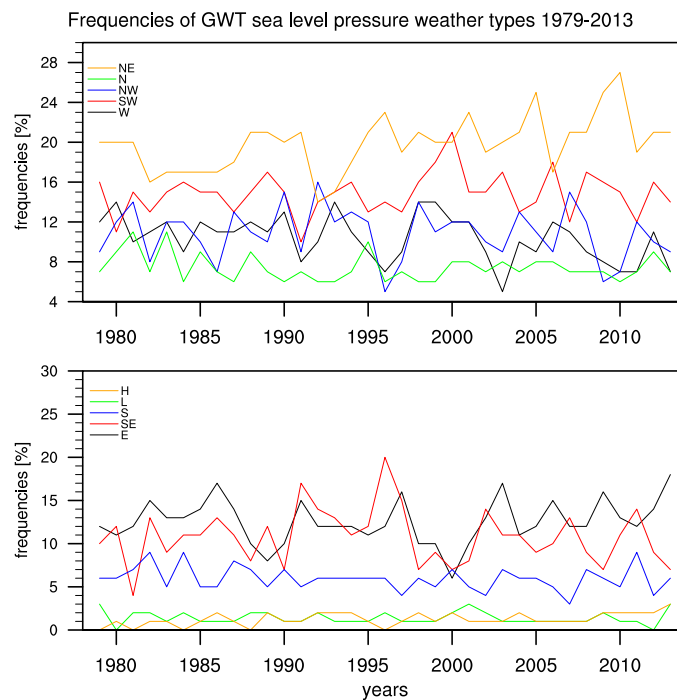 Frequencies of GWT sea level pressure weather types 1979-2013
frequencies [%]
28
24
20
16
12
8
4
NE
N
NW
SW
W
1980 1985 1990 1995 2000 2005 2010
frequencies [%]
30
25
20
15
10
5
0
H
L
S
SE
E
1980 1985 1990 1995 2000 2005 2010
years